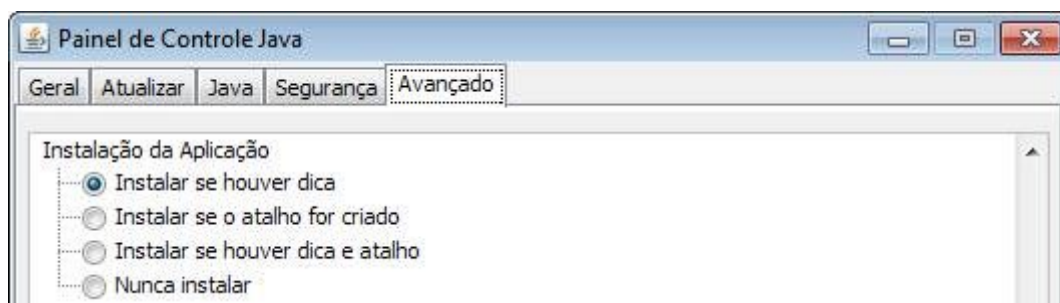 Painel de Controle Java
Geral Atualizar Java Segurança Avançado
Instalação da Aplicação
Instalar se houver dica
Instalar se o atalho for criado
Instalar se houver dica e atalho
Nunca instalar